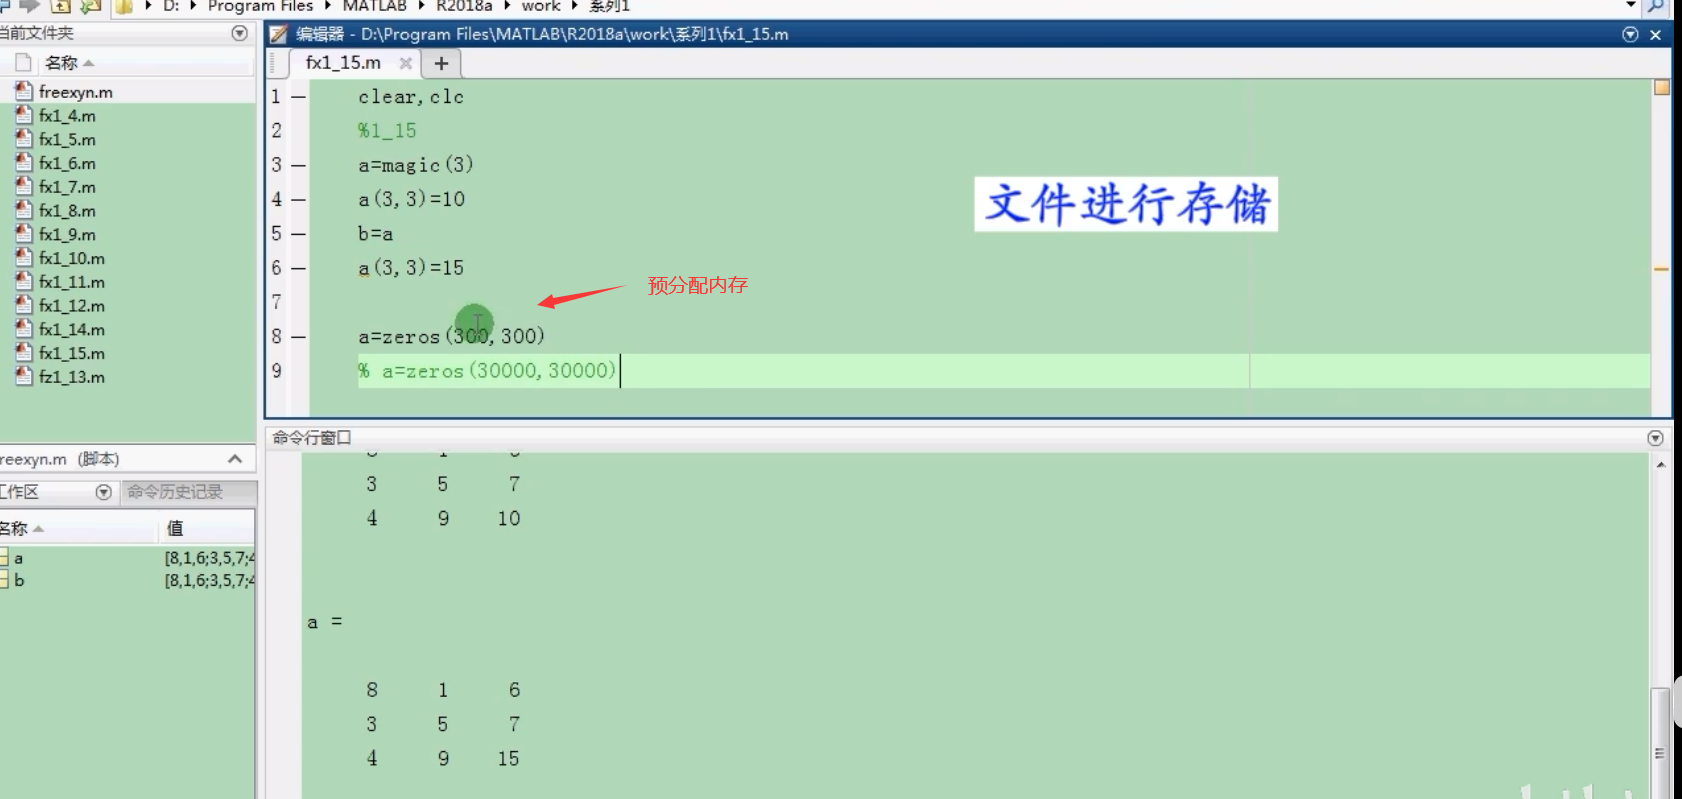 D: Program Files MATLAB R2018a work 系列1
当前文件夹
名称
freexyn.m
fx1_4.m
fx1_5.m
fx1_6.m
fx1_7.m
fx1_8.m
fx1_9.m
fx1_10.m
fx1_11.m
fx1_12.m
fx1_14.m
fx1_15.m
fz1_13.m
reexyn.m (脚本)
工作区 命令历史记录
名称 值
a [8,1,6;3,5,7;4
b [8,1,6;3,5,7;4
编辑器 - D:\Program Files\MATLAB\R2018a\work\系列1\fx1_15.m
fx1_15.m +
1 — clear,clc
2 %1_15
3 — a=magic(3)
4 — a(3,3)=10
5 — b=a
6 — a(3,3)=15
7
8 — a=zeros(300,300)
9 % a=zeros(30000,30000)
文件进行存储
预分配内存
命令行窗口
3 5 7
4 9 10
a =
8 1 6
3 5 7
4 9 15